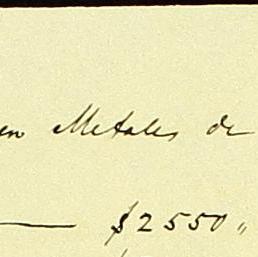 en Metales de
— $2550„